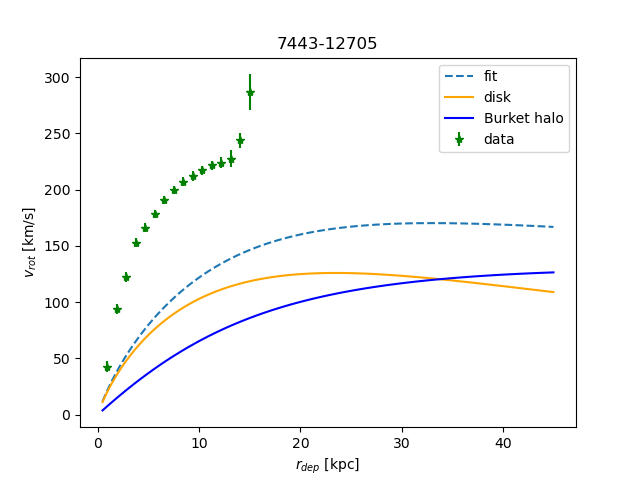 7443-12705
fit
disk
Burket halo
data
v_rot [km/s]
300
250
200
150
100
50
0
0 10 20 30 40
r_dep [kpc]